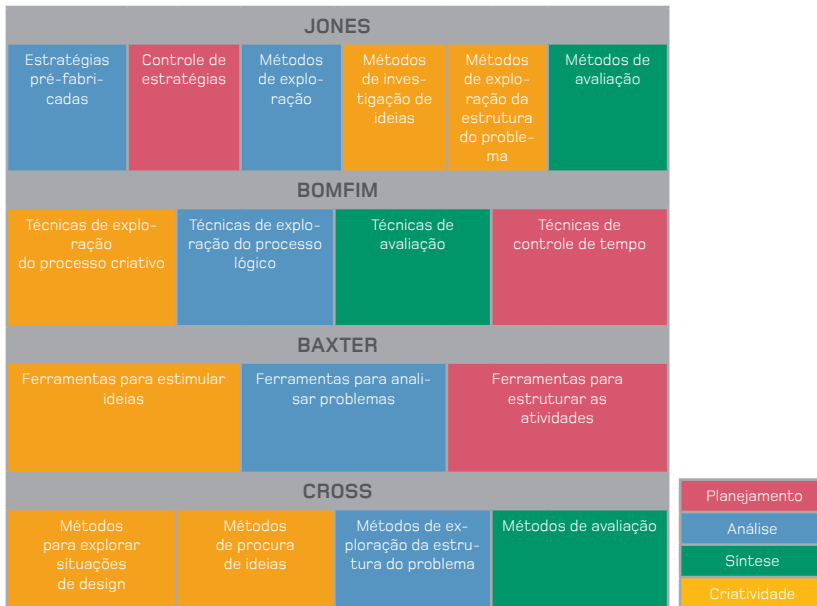 JONES
Estratégias
pré-fabri-
cadas
Controle de
estratégias
Métodos
de explo-
ração
Métodos
de inves-
tigação de
ideias
Métodos
de explo-
ração da
estrutura
do proble-
ma
Métodos de
avaliação
BOMFIM
Técnicas de explo-
ração
do processo criativo
Técnicas de explo-
ração do processo
lógico
Técnicas de
avaliação
Técnicas de
controle de tempo
BAXTER
Ferramentas para estimular
ideias
Ferramentas para anali-
sar problemas
Ferramentas para
estruturar as
atividades
CROSS
Métodos
para explorar
situações
de design
Métodos
de procura
de ideias
Métodos de ex-
ploração da estru-
tura do problema
Métodos de avaliação
Planejamento
Análise
Síntese
Criatividade